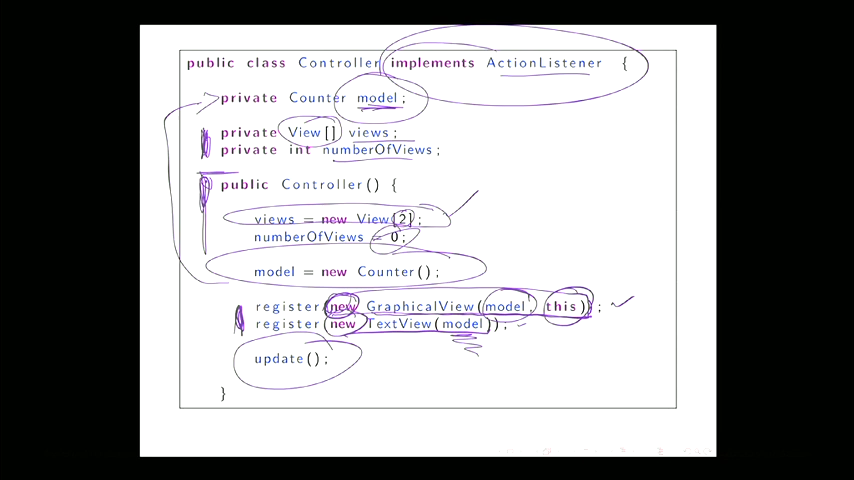 public class Controller implements ActionListener {
private Counter model;
private View[] views;
private int numberOfViews;
public Controller() {
views = new View[2];
numberOfViews = 0;
model = new Counter();
register(new GraphicalView(model, this));
register(new TextView(model));
update();
}